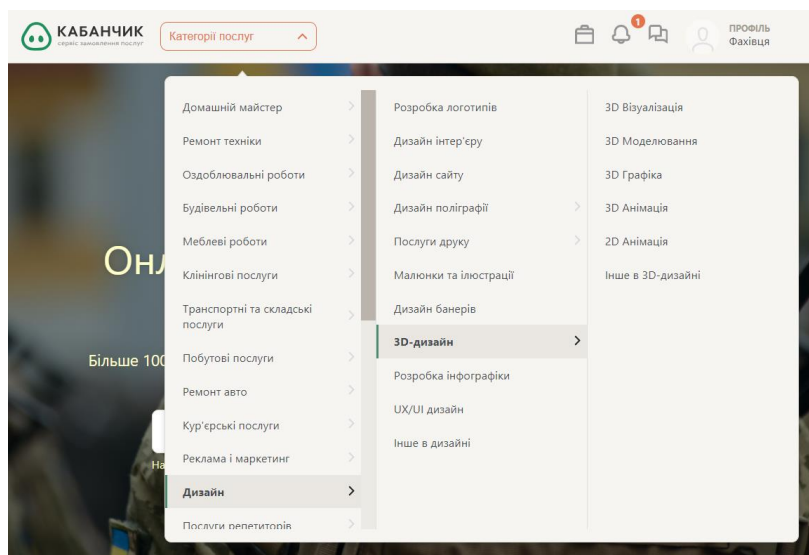 КАБАНЧИК
сервіс замовлення послуг
Категорії послуг
1
ПРОФІЛЬ
Фахівця
Домашній майстер
Ремонт техніки
Оздоблювальні роботи
Будівельні роботи
Меблеві роботи
Клінінгові послуги
Транспортні та складські
послуги
Побутові послуги
Ремонт авто
Кур'єрські послуги
Реклама і маркетинг
Дизайн
Послуги репетиторів
Розробка логотипів
Дизайн інтер'єру
Дизайн сайту
Дизайн поліграфії
Послуги друку
Малюнки та ілюстрації
Дизайн банерів
3D-дизайн
Розробка інфографіки
UX/UI дизайн
Інше в дизайні
3D Візуалізація
3D Моделювання
3D Графіка
3D Анімація
2D Анімація
Інше в 3D-дизайні
Онл
Більше 100
На